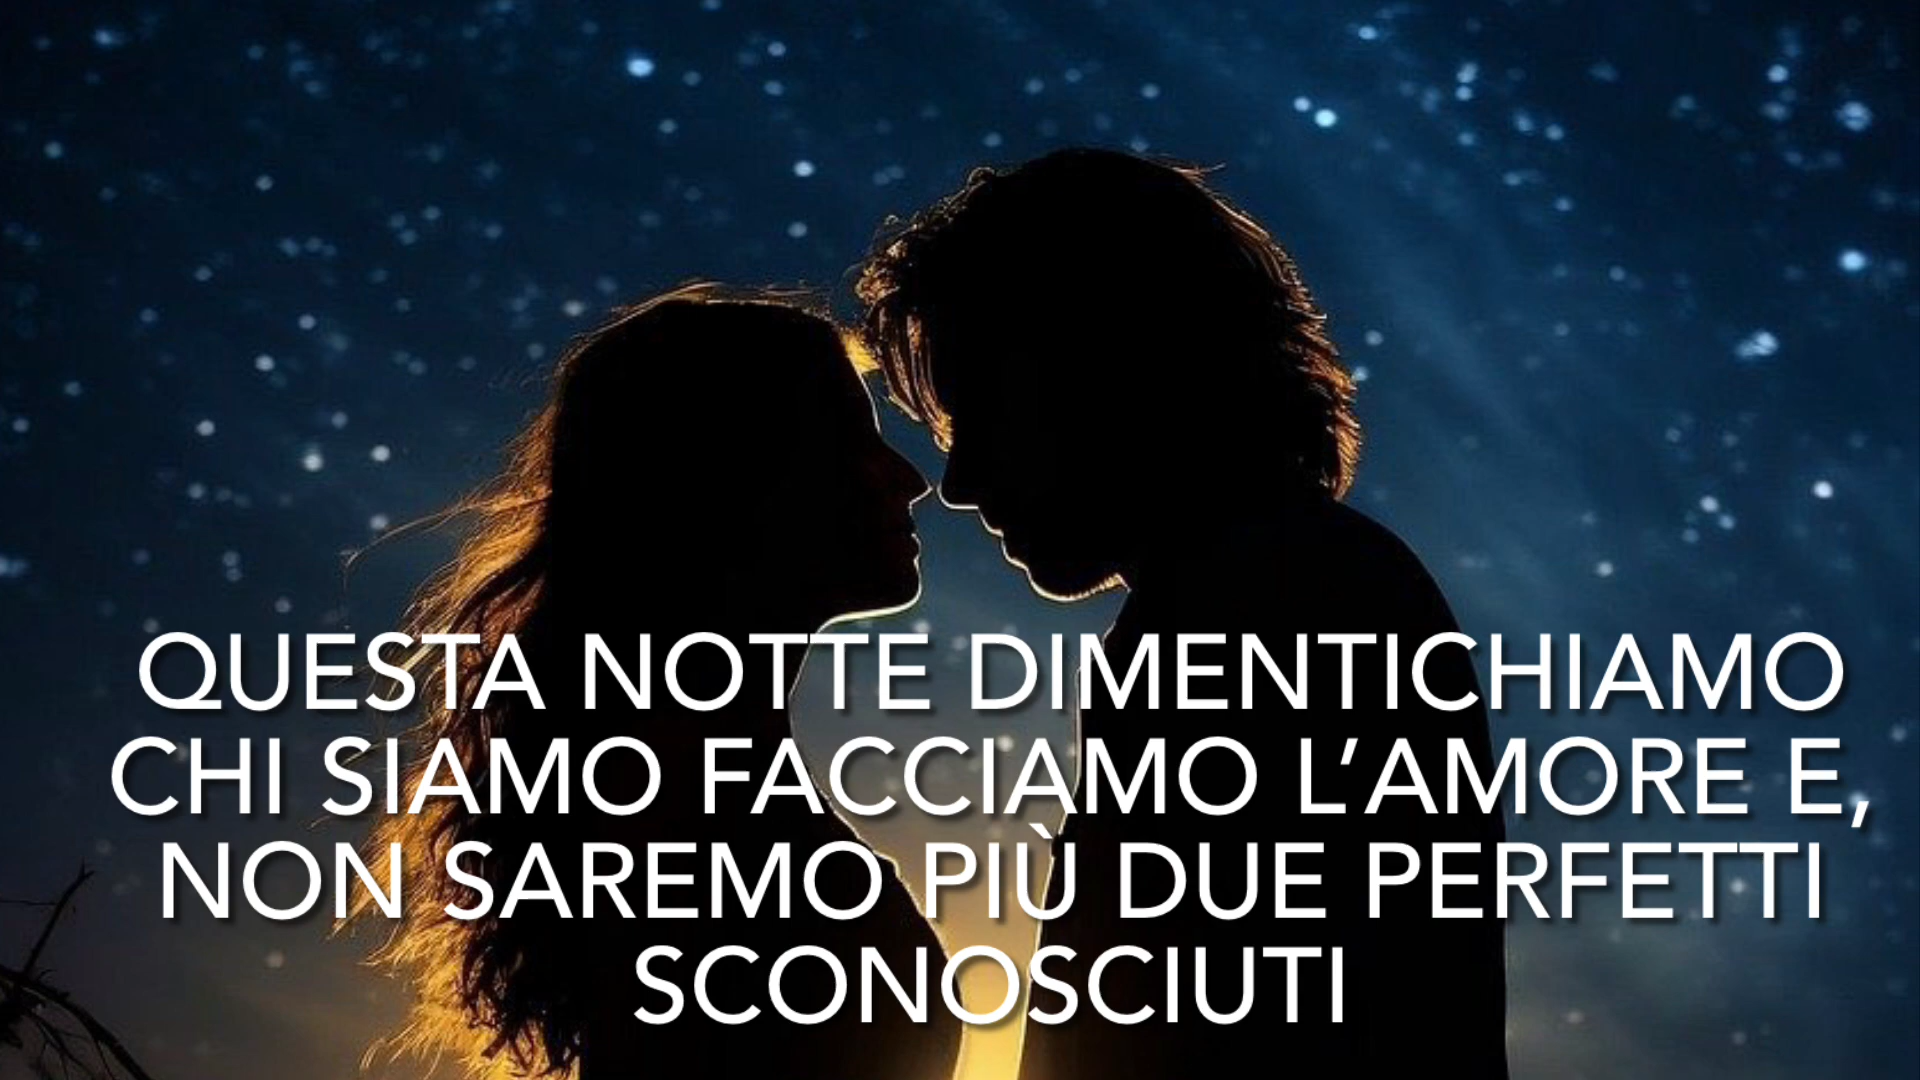 QUESTA NOTTE DIMENTICHIAMO
CHI SIAMO FACCIAMO L’AMORE E,
NON SAREMO PIÙ DUE PERFETTI
SCONOSCIUTI